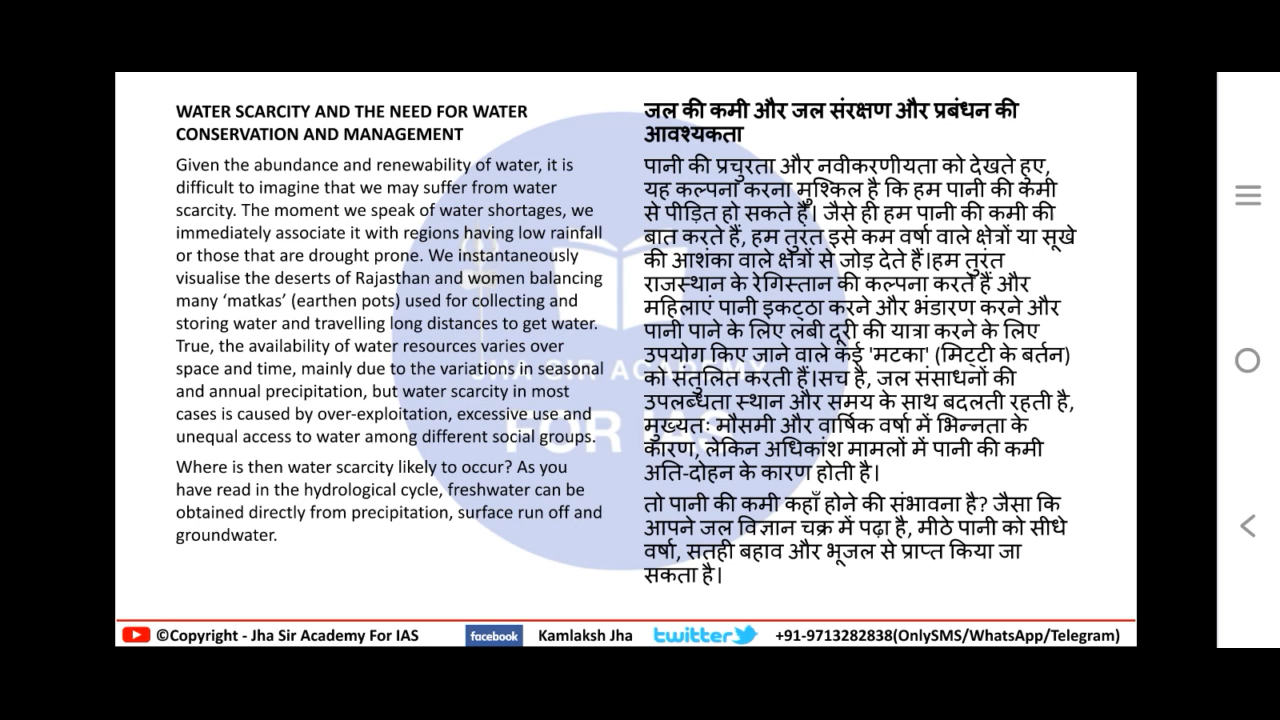 WATER SCARCITY AND THE NEED FOR WATER
CONSERVATION AND MANAGEMENT
Given the abundance and renewability of water, it is
difficult to imagine that we may suffer from water
scarcity. The moment we speak of water shortages, we
immediately associate it with regions having low rainfall
or those that are drought prone. We instantaneously
visualise the deserts of Rajasthan and women balancing
many ‘matkas’ (earthen pots) used for collecting and
storing water and travelling long distances to get water.
True, the availability of water resources varies over
space and time, mainly due to the variations in seasonal
and annual precipitation, but water scarcity in most
cases is caused by over-exploitation, excessive use and
unequal access to water among different social groups.
Where is then water scarcity likely to occur? As you
have read in the hydrological cycle, freshwater can be
obtained directly from precipitation, surface run off and
groundwater.
जल की कमी और जल संरक्षण और प्रबंधन की
आवश्यकता
पानी की प्रचुरता और नवीकरणीयता को देखते हुए,
यह कल्पना करना मुश्किल है कि हम पानी की कमी
से पीड़ित हो सकते हैं। जैसे ही हम पानी की कमी की
बात करते हैं, हम तुरंत इसे कम वर्षा वाले क्षेत्रों या सूखे
की आशंका वाले क्षेत्रों से जोड़ देते हैं।हम तुरंत
राजस्थान के रेगिस्तान की कल्पना करते हैं और
महिलाएं पानी इकट्ठा करने और भंडारण करने और
पानी पाने के लिए लंबी दूरी की यात्रा करने के लिए
उपयोग किए जाने वाले कई 'मटका' (मिट्टी के बर्तन)
को संतुलित करती हैं।सच है, जल संसाधनों की
उपलब्धता स्थान और समय के साथ बदलती रहती है,
मुख्यतः मौसमी और वार्षिक वर्षा में भिन्नता के
कारण, लेकिन अधिकांश मामलों में पानी की कमी
अति-दोहन के कारण होती है।
तो पानी की कमी कहाँ होने की संभावना है? जैसा कि
आपने जल विज्ञान चक्र में पढ़ा है, मीठे पानी को सीधे
वर्षा, सतही बहाव और भूजल से प्राप्त किया जा
सकता है।
JHA SIR ACADEMY
FOR IAS
©Copyright - Jha Sir Academy For IAS
facebook
Kamlaksh Jha
twitter
+91-9713282838(OnlySMS/WhatsApp/Telegram)